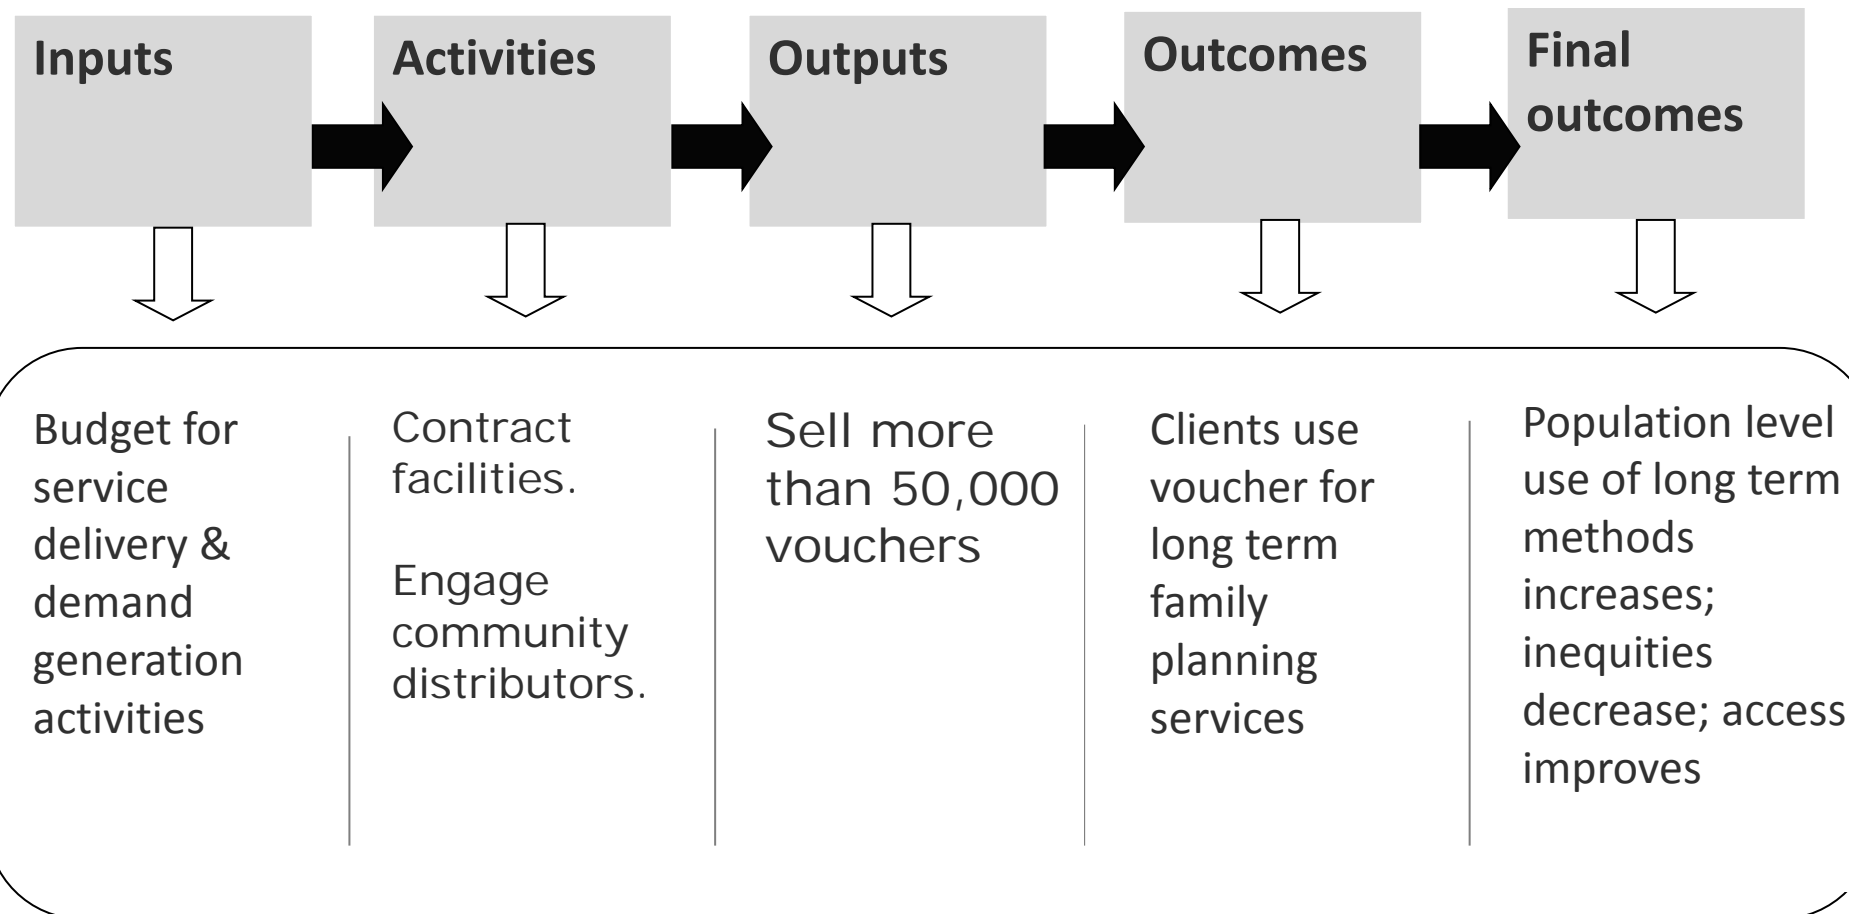 Inputs
Activities
Outputs
Outcomes
Final
outcomes
Budget for
service
delivery &
demand
generation
activities
Contract
facilities.
Engage
community
distributors.
Sell more
than 50,000
vouchers
Clients use
voucher for
long term
family
planning
services
Population level
use of long term
methods
increases;
inequities
decrease; access
improves